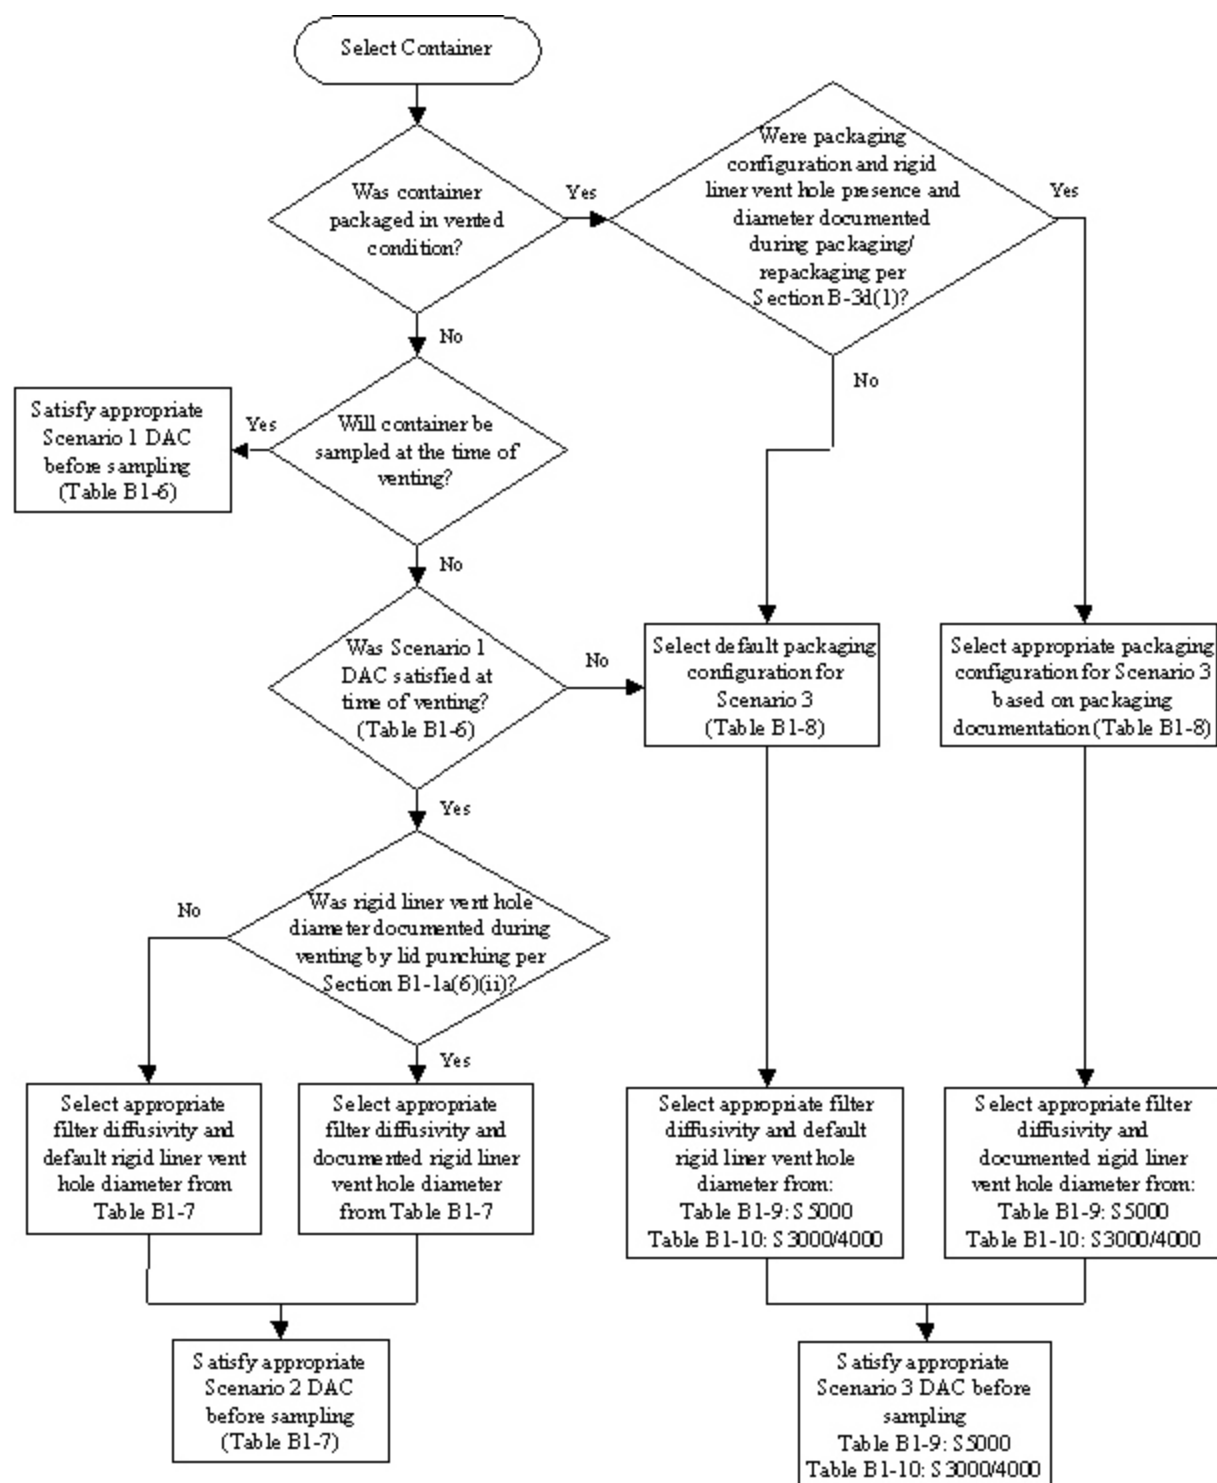 Select Container
Was container
packaged in vented
condition?
Yes
Were packaging
configuration and rigid
liner vent hole presence and
diameter documented
during packaging/
repackaging per
Section B-3d(1)?
Yes
No
No
Will container be
sampled at the time of
venting?
Yes
Satisfy appropriate
Scenario 1 DAC
before sampling
(Table B1-6)
No
Was Scenario 1
DAC satisfied at
time of venting?
(Table B1-6)
No
Select default packaging
configuration for
Scenario 3
(Table B1-8)
Select appropriate packaging
configuration for Scenario 3
based on packaging
documentation (Table B1-8)
Yes
Was rigid liner vent hole
diameter documented during
venting by lid punching per
Section B1-1a(6)(ii)?
No
Yes
Select appropriate
filter diffusivity and
default rigid liner vent
hole diameter from
Table B1-7
Select appropriate
filter diffusivity and
documented rigid liner
vent hole diameter
from Table B1-7
Select appropriate filter
diffusivity and default
rigid liner vent hole
diameter from:
Table B1-9: S5000
Table B1-10: S3000/4000
Select appropriate filter
diffusivity and
documented rigid liner
vent hole diameter from:
Table B1-9: S5000
Table B1-10: S3000/4000
Satisfy appropriate
Scenario 2 DAC
before sampling
(Table B1-7)
Satisfy appropriate
Scenario 3 DAC before
sampling
Table B1-9: S5000
Table B1-10: S3000/4000